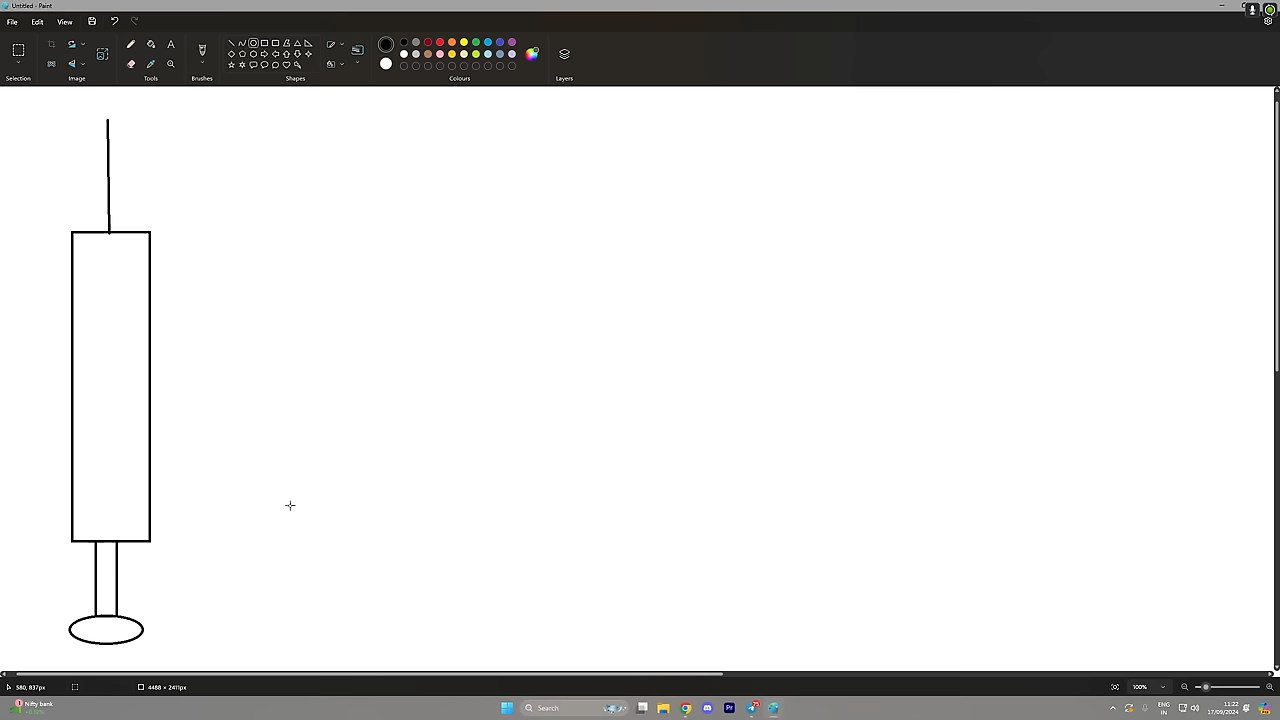 Untitled - Paint
File Edit View
Selection Image Tools Brushes Shapes Colours Layers
580, 837px 4488 × 2411px 100%
Nifty bank
Search
ENG
IN
11:22
17/09/2024